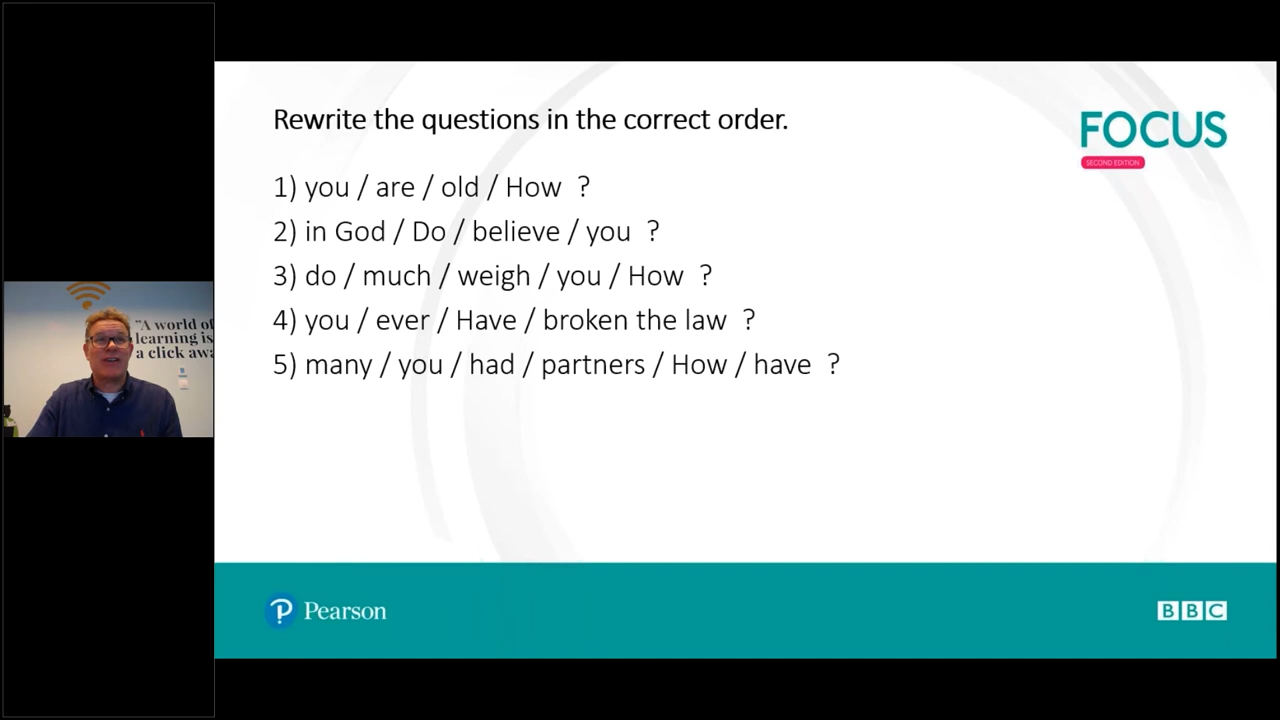 Rewrite the questions in the correct order.
FOCUS
SECOND EDITION
1) you / are / old / How ?
2) in God / Do / believe / you ?
3) do / much / weigh / you / How ?
4) you / ever / Have / broken the law ?
5) many / you / had / partners / How / have ?
"A world of
learning is
a click awa
Pearson
BBC